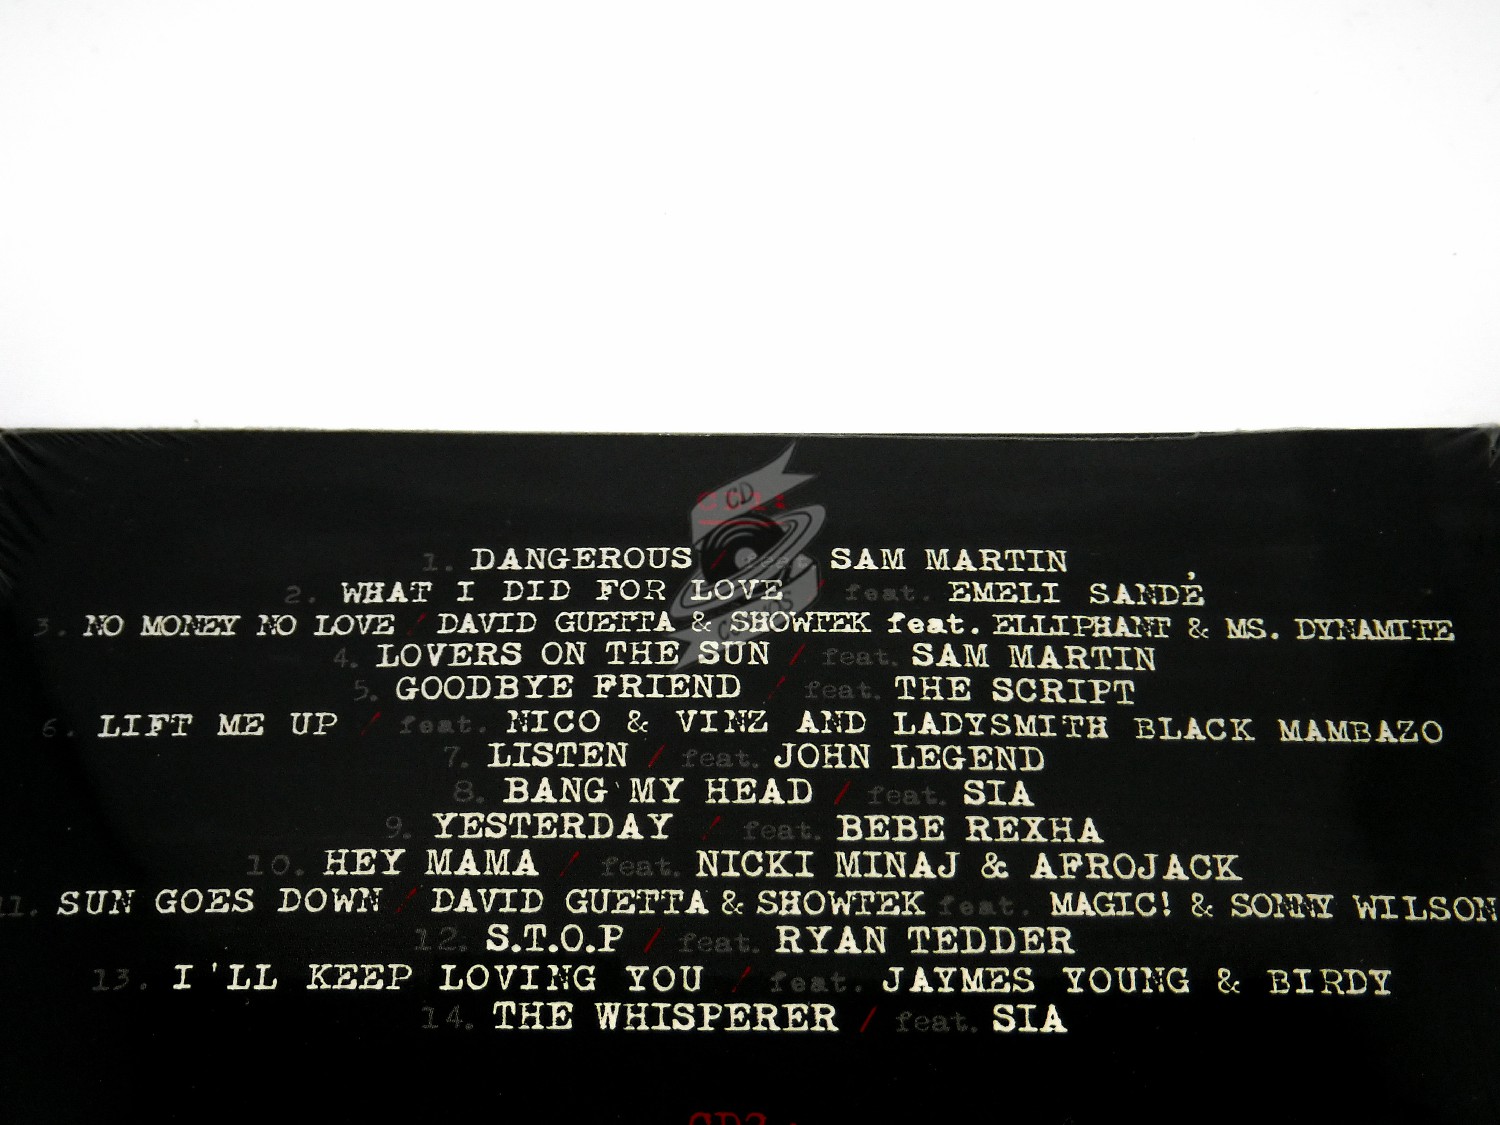 CD1:
1. DANGEROUS / feat. SAM MARTIN
2. WHAT I DID FOR LOVE / feat. EMELI SANDÉ
3. NO MONEY NO LOVE / DAVID GUETTA & SHOWTEK feat. ELLIPHANT & MS. DYNAMITE
4. LOVERS ON THE SUN / feat. SAM MARTIN
5. GOODBYE FRIEND / feat. THE SCRIPT
6. LIFT ME UP / feat. NICO & VINZ AND LADYSMITH BLACK MAMBAZO
7. LISTEN / feat. JOHN LEGEND
8. BANG MY HEAD / feat. SIA
9. YESTERDAY / feat. BEBE REXHA
10. HEY MAMA / feat. NICKI MINAJ & AFROJACK
11. SUN GOES DOWN / DAVID GUETTA & SHOWTEK feat. MAGIC! & SONNY WILSON
12. S.T.O.P / feat. RYAN TEDDER
13. I'LL KEEP LOVING YOU / feat. JAYMES YOUNG & BIRDY
14. THE WHISPERER / feat. SIA
CD2: